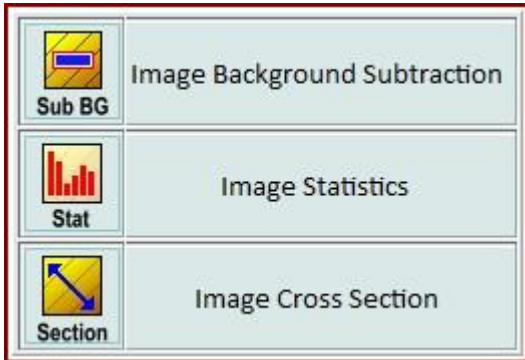 Sub BG
Image Background Subtraction
Stat
Image Statistics
Section
Image Cross Section